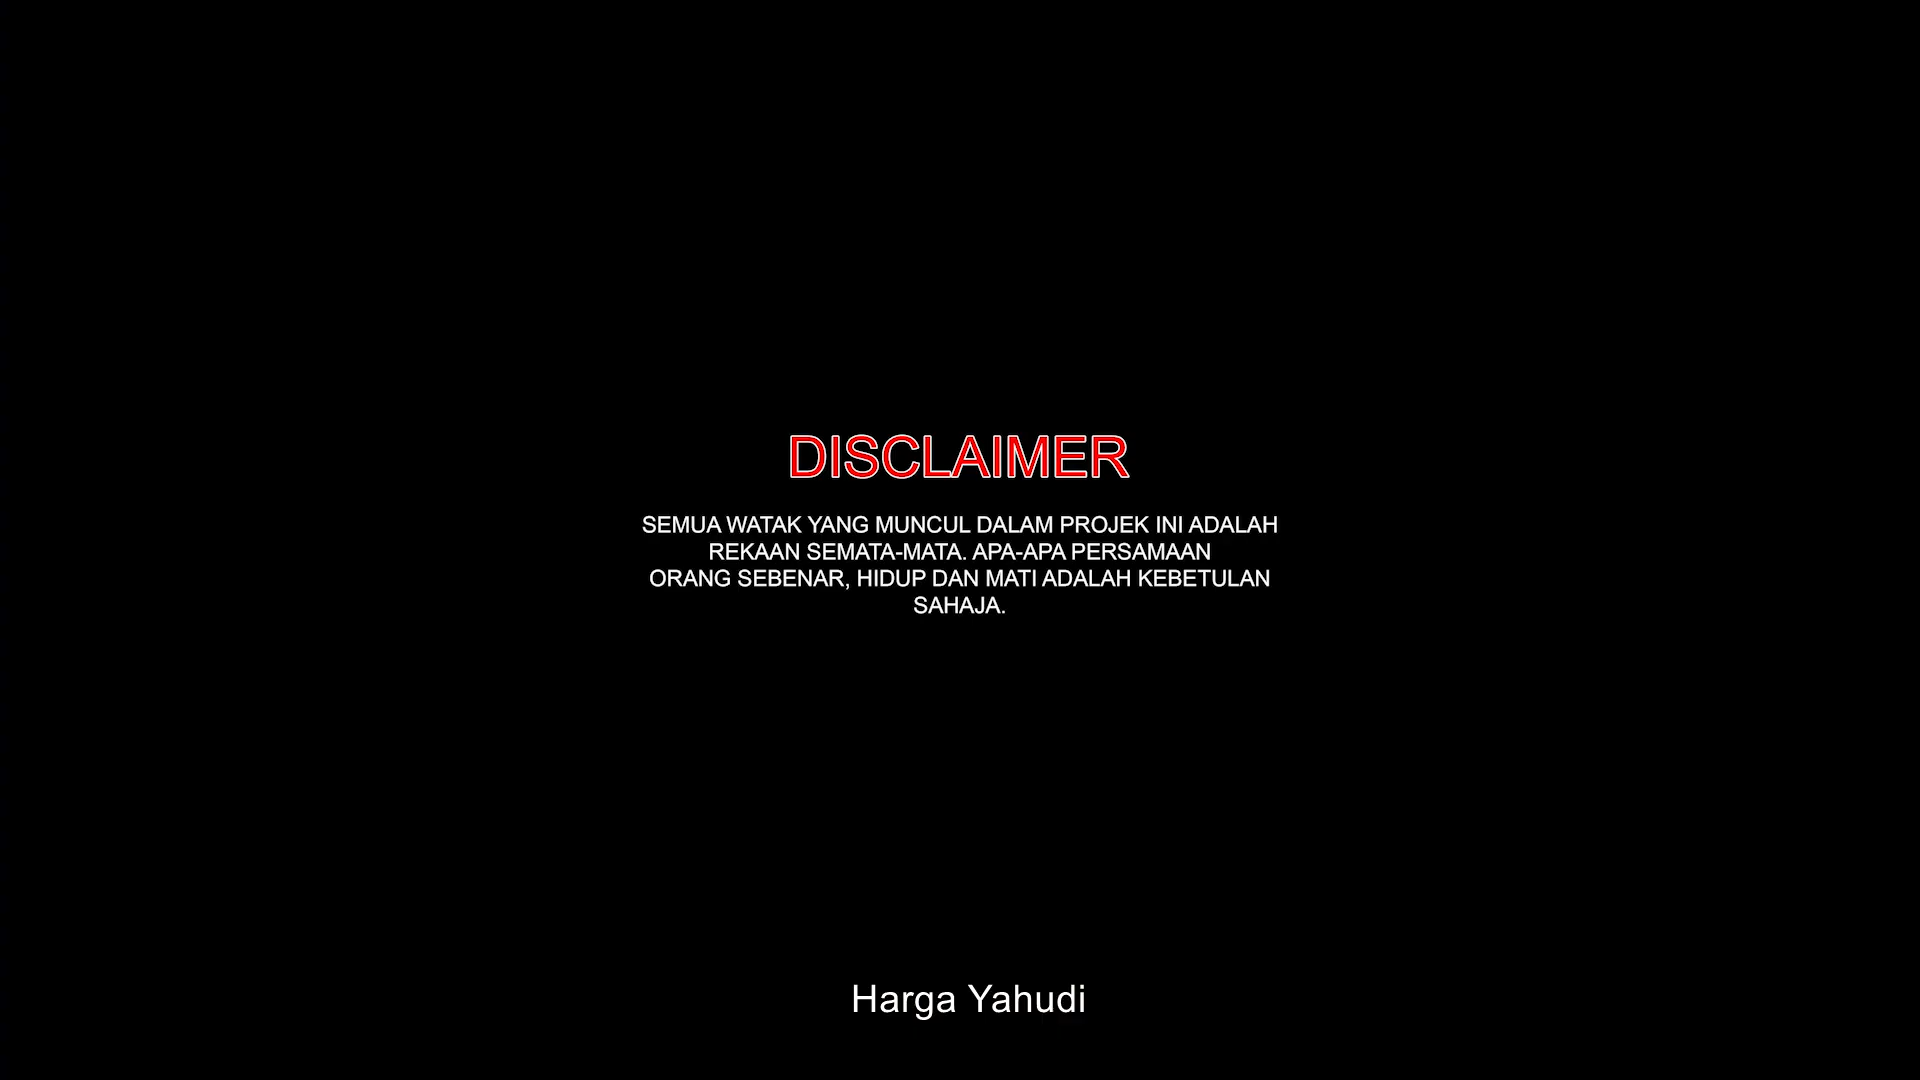 DISCLAIMER
SEMUA WATAK YANG MUNCUL DALAM PROJEK INI ADALAH
REKAAN SEMATA-MATA. APA-APA PERSAMAAN
ORANG SEBENAR, HIDUP DAN MATI ADALAH KEBETULAN
SAHAJA.
Harga Yahudi